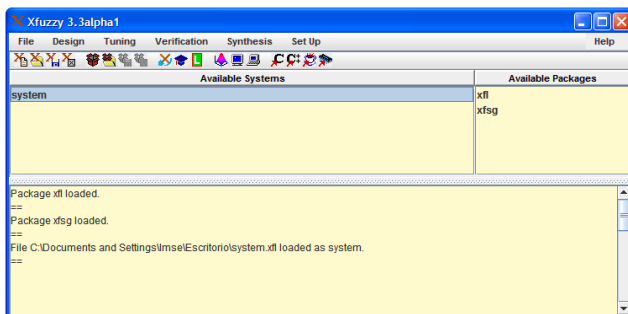 Xfuzzy 3.3alpha1
File Design Tuning Verification Synthesis Set Up Help
Available Systems Available Packages
system xfl
xfsg
Package xfl loaded.
==
Package xfsg loaded.
==
File C:\Documents and Settings\Imse\Escritorio\system.xfl loaded as system.
==